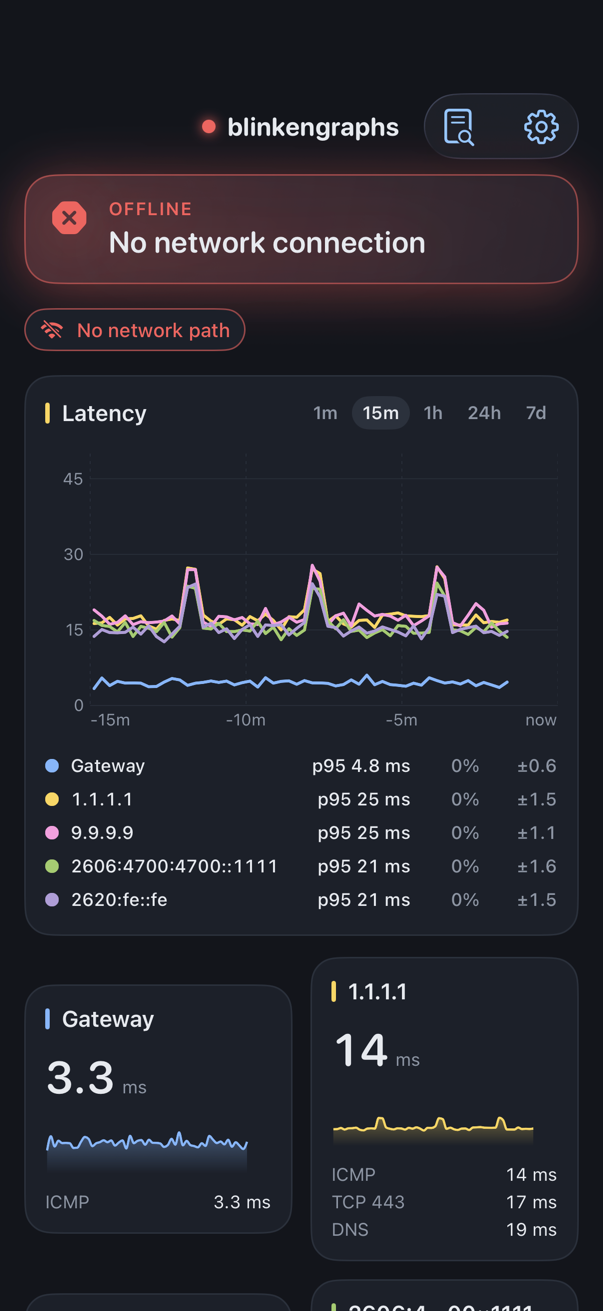 blinkengraphs
OFFLINE
No network connection
No network path
Latency 1m 15m 1h 24h 7d
45
30
15
0
-15m -10m -5m now
Gateway p95 4.8 ms 0% ±0.6
1.1.1.1 p95 25 ms 0% ±1.5
9.9.9.9 p95 25 ms 0% ±1.1
2606:4700:4700::1111 p95 21 ms 0% ±1.6
2620:fe::fe p95 21 ms 0% ±1.5
Gateway
3.3 ms
ICMP 3.3 ms
1.1.1.1
14 ms
ICMP 14 ms
TCP 443 17 ms
DNS 19 ms